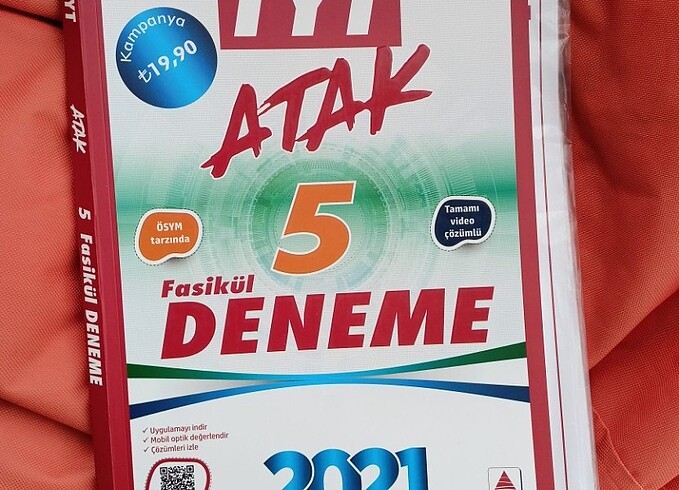 TYT
Kampanya
₺19,90
ATAK
5
ÖSYM
tarzında
Tamamı
video
çözümlü
Fasikül
DENEME
✓ Uygulamayı indir
✓ Mobil optik değerlendir
✓ Çözümleri izle
2021
TYT ATAK 5 Fasikül DENEME